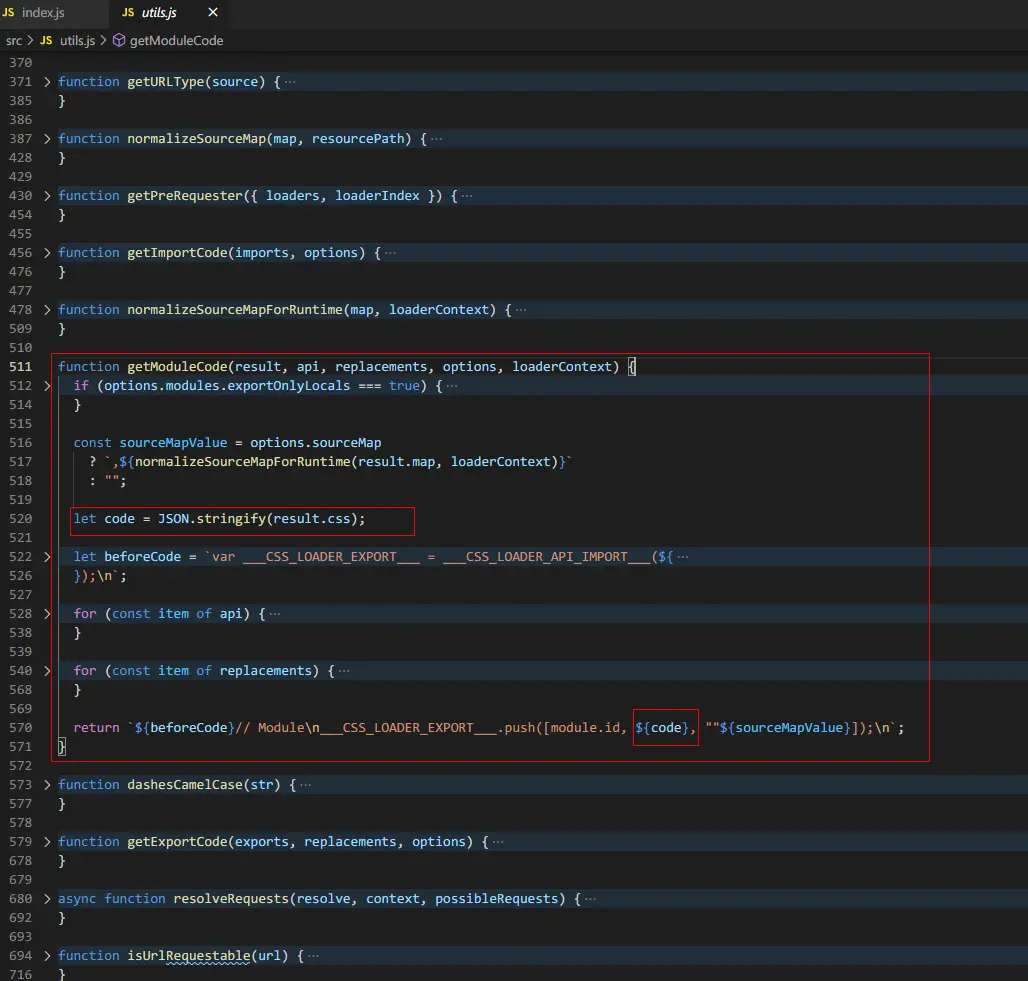 JS index.js JS utils.js ×
src > JS utils.js > getModuleCode
370
371 > function getURLType(source) { ···
385 }
386
387 > function normalizeSourceMap(map, resourcePath) { ···
428 }
429
430 > function getPreRequester({ loaders, loaderIndex }) { ···
454 }
455
456 > function getImportCode(imports, options) { ···
476 }
477
478 > function normalizeSourceMapForRuntime(map, loaderContext) { ···
509 }
510
511 function getModuleCode(result, api, replacements, options, loaderContext) {
512 > if (options.modules.exportOnlyLocals === true) { ···
514 }
515
516 const sourceMapValue = options.sourceMap
517 ? `,${normalizeSourceMapForRuntime(result.map, loaderContext)}`
518 : "";
519
520 let code = JSON.stringify(result.css);
521
522 > let beforeCode = `var ___CSS_LOADER_EXPORT___ = ___CSS_LOADER_API_IMPORT___(${ ···
526 });\n`;
527
528 > for (const item of api) { ···
538 }
539
540 > for (const item of replacements) { ···
568 }
569
570 return `${beforeCode}// Module\n___CSS_LOADER_EXPORT___.push([module.id, ${code}, ""${sourceMapValue}]);\n`;
571 }
572
573 > function dashesCamelCase(str) { ···
577 }
578
579 > function getExportCode(exports, replacements, options) { ···
678 }
679
680 > async function resolveRequests(resolve, context, possibleRequests) { ···
692 }
693
694 > function isUrlRequestable(url) { ···
716 }